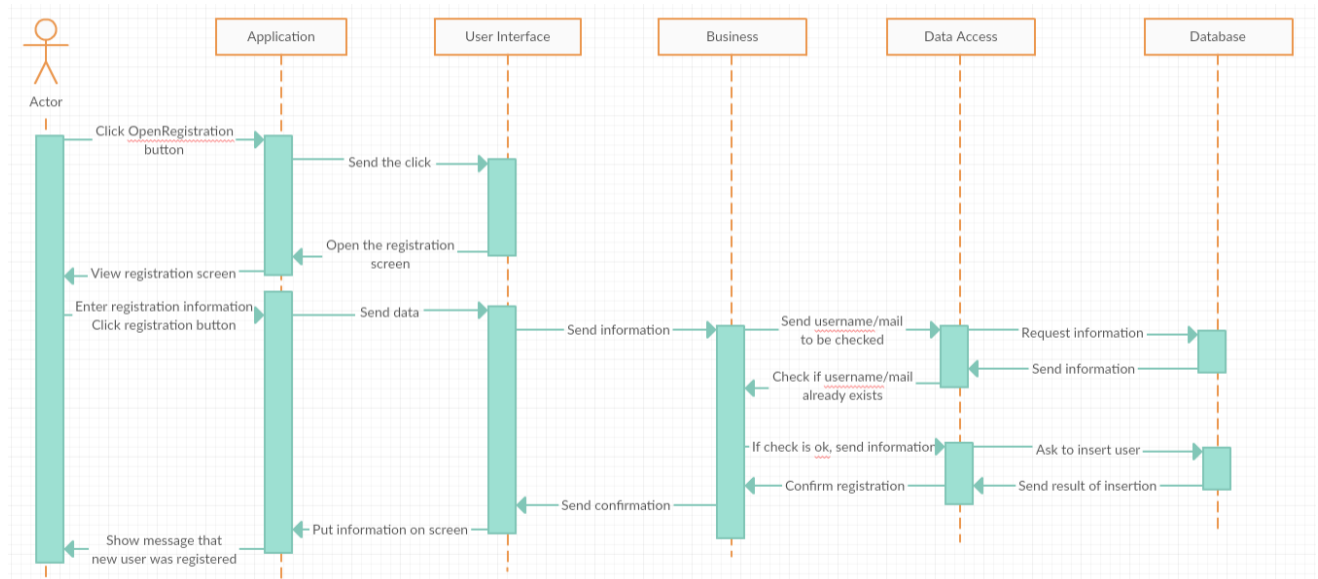 Application
User Interface
Business
Data Access
Database
Actor
Click OpenRegistration
button
Send the click
Open the registration
screen
View registration screen
Enter registration information
Click registration button
Send data
Send information
Send username/mail
to be checked
Request information
Send information
Check if username/mail
already exists
If check is ok, send information
Ask to insert user
Confirm registration
Send result of insertion
Send confirmation
Put information on screen
Show message that
new user was registered